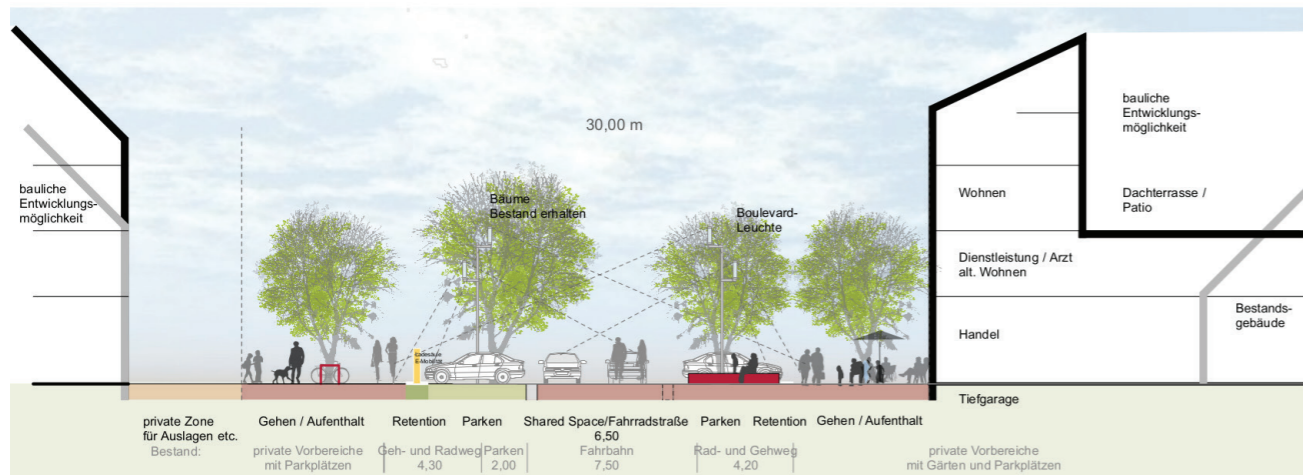 30,00 m
bauliche
Entwicklungs-
möglichkeit
bauliche
Entwicklungs-
möglichkeit
Wohnen
Dachterrasse /
Patio
Bäume
Bestand erhalten
Boulevard-
Leuchte
Dienstleistung / Arzt
alt. Wohnen
Bestands-
gebäude
Handel
Ladesäule
E-Mobilität
Tiefgarage
private Zone
für Auslagen etc.
Gehen / Aufenthalt
Retention
Parken
Shared Space/Fahrradstraße
6,50
Parken
Retention
Gehen / Aufenthalt
Bestand:
private Vorbereiche
mit Parkplätzen
Geh- und Radweg
4,30
Parken
2,00
Fahrbahn
7,50
Rad- und Gehweg
4,20
private Vorbereiche
mit Gärten und Parkplätzen